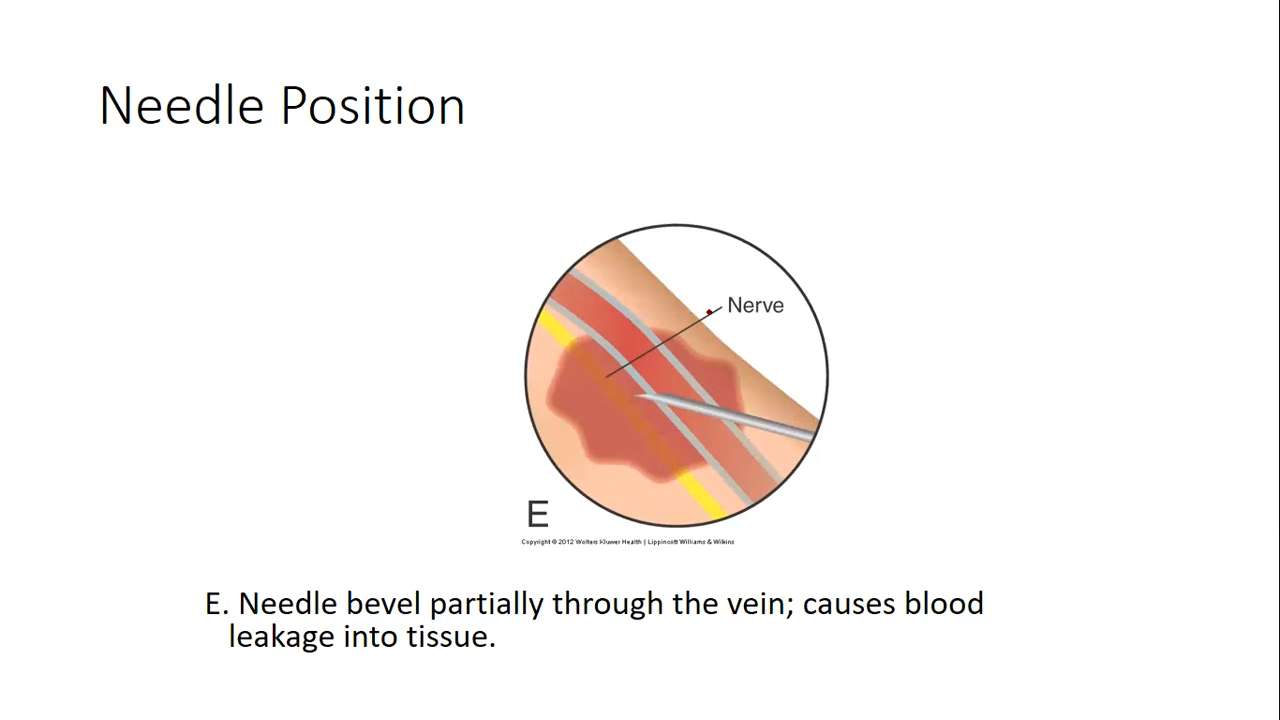 Needle Position
Nerve
E
Copyright © 2012 Wolters Kluwer Health | Lippincott Williams & Wilkins
E. Needle bevel partially through the vein; causes blood
leakage into tissue.